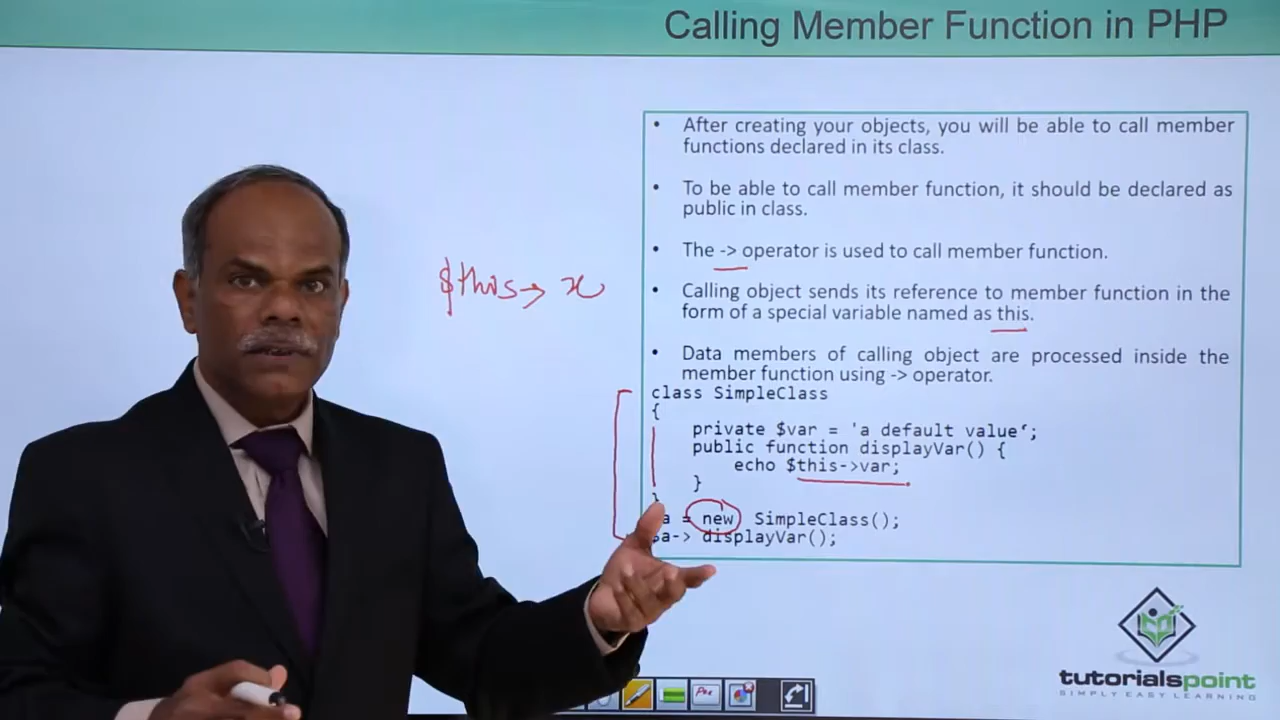 Calling Member Function in PHP
• After creating your objects, you will be able to call member
functions declared in its class.
• To be able to call member function, it should be declared as
public in class.
• The -> operator is used to call member function.
$this→ x
• Calling object sends its reference to member function in the
form of a special variable named as this.
• Data members of calling object are processed inside the
member function using -> operator.
class SimpleClass
{
private $var = 'a default value‘;
public function displayVar() {
echo $this->var;
}
}
a = new SimpleClass();
$a-> displayVar();
tutorialspoint
SIMPLY EASY LEARNING